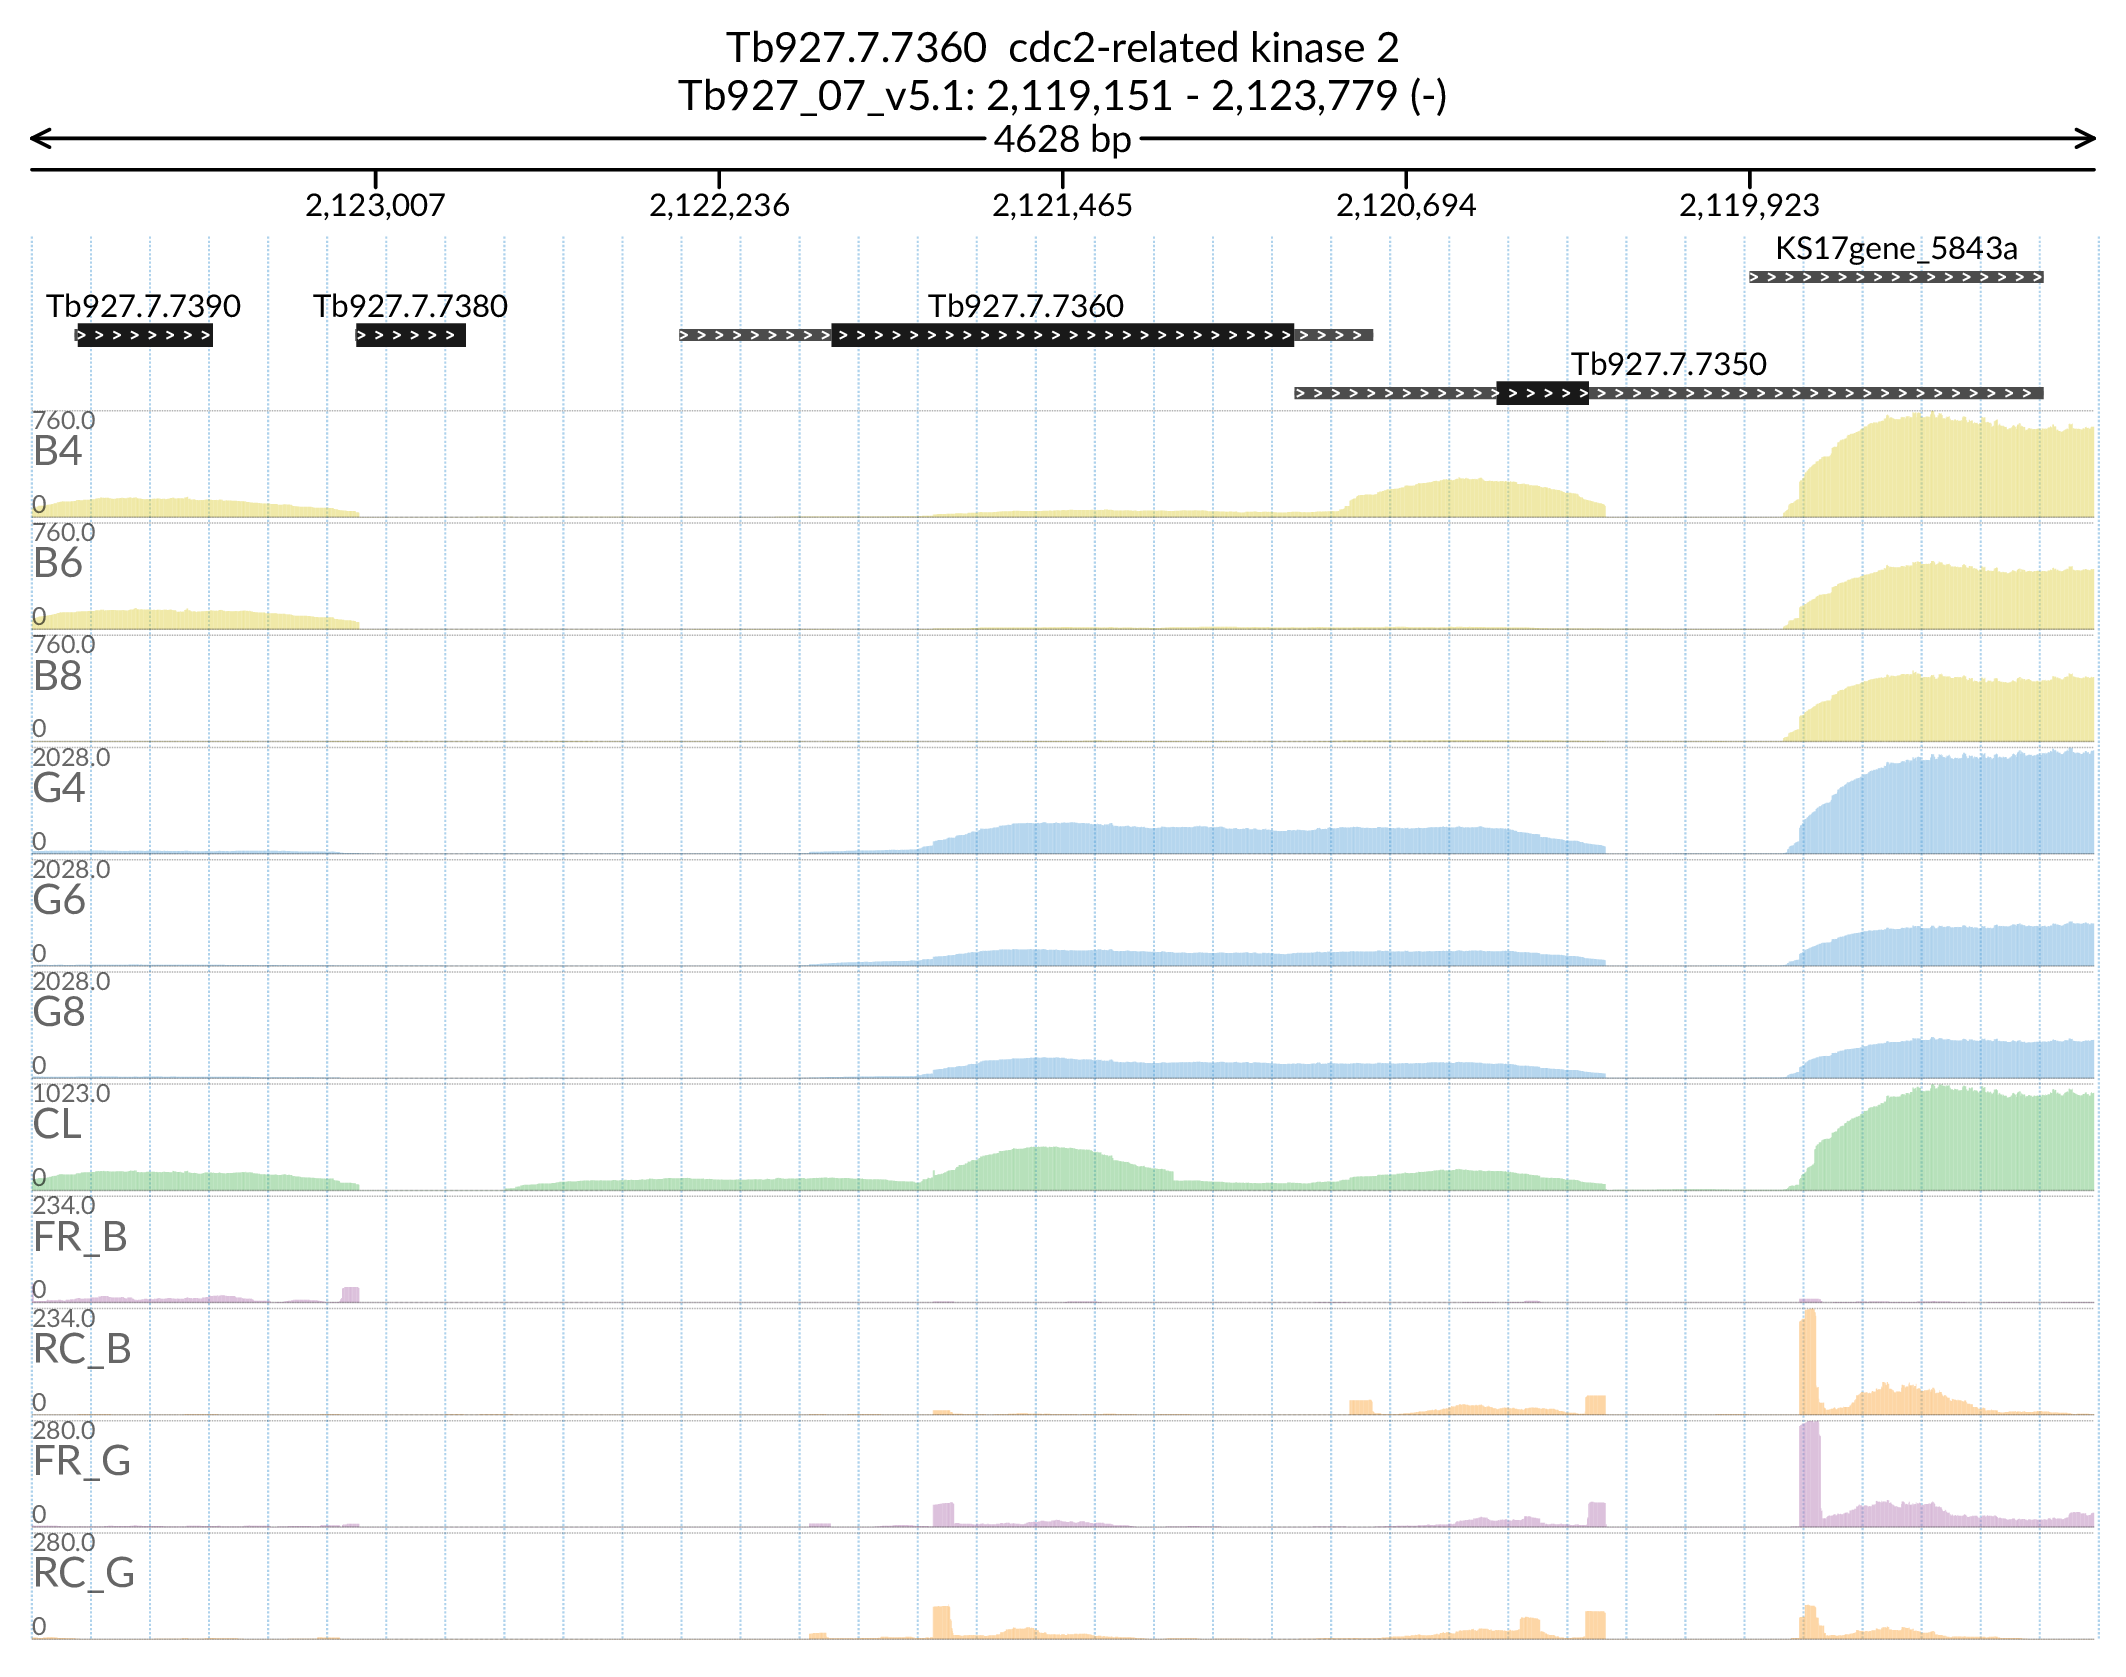 Tb927.7.7360  cdc2-related kinase 2
Tb927_07_v5.1: 2,119,151 - 2,123,779 (-)
4628 bp
2,123,007 2,122,236 2,121,465 2,120,694 2,119,923
KS17gene_5843a
Tb927.7.7390 Tb927.7.7380 Tb927.7.7360
Tb927.7.7350
760.0
B4
0
760.0
B6
0
760.0
B8
0
2028.0
G4
0
2028.0
G6
0
2028.0
G8
0
1023.0
CL
0
234.0
FR_B
0
234.0
RC_B
0
280.0
FR_G
0
280.0
RC_G
0